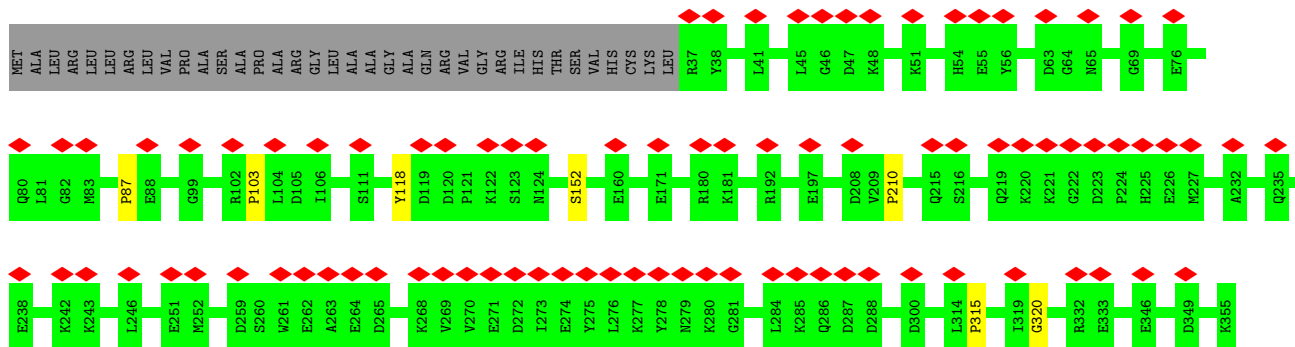 MET ALA LEU ARG LEU LEU ARG LEU VAL PRO ALA SER ALA PRO ALA ARG GLY LEU ALA ALA GLY ALA GLN ARG VAL GLY ARG ILE HIS THR SER VAL HIS CYS LYS LEU R37 Y38 L41 L45 G46 D47 K48 K51 H54 E55 Y56 D63 G64 N65 G69 E76
Q80 L81 G82 M83 P87 E88 G99 R102 P103 L104 D105 I106 S111 Y118 D119 D120 P121 K122 S123 N124 S152 E160 E171 R180 K181 R192 E197 D208 V209 P210 Q215 S216 Q219 K220 K221 G222 D223 P224 H225 E226 M227 A232 Q235
E238 K242 K243 L246 E251 M252 D259 S260 W261 E262 A263 E264 D265 K268 V269 V270 E271 D272 I273 E274 Y275 L276 K277 Y278 N279 K280 G281 L284 K285 Q286 D287 D288 D300 L314 P315 I319 G320 R332 E333 E346 D349 K355